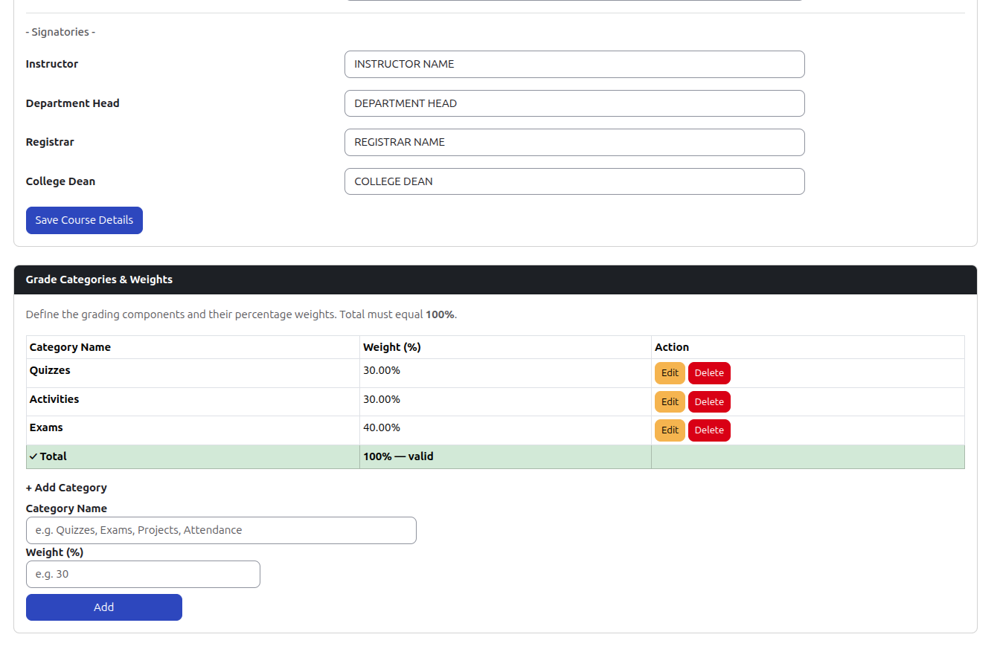 - Signatories -
Instructor INSTRUCTOR NAME
Department Head DEPARTMENT HEAD
Registrar REGISTRAR NAME
College Dean COLLEGE DEAN
Save Course Details
Grade Categories & Weights
Define the grading components and their percentage weights. Total must equal 100%.
Category Name Weight (%) Action
Quizzes 30.00% Edit Delete
Activities 30.00% Edit Delete
Exams 40.00% Edit Delete
✓ Total 100% — valid
+ Add Category
Category Name
e.g. Quizzes, Exams, Projects, Attendance
Weight (%)
e.g. 30
Add